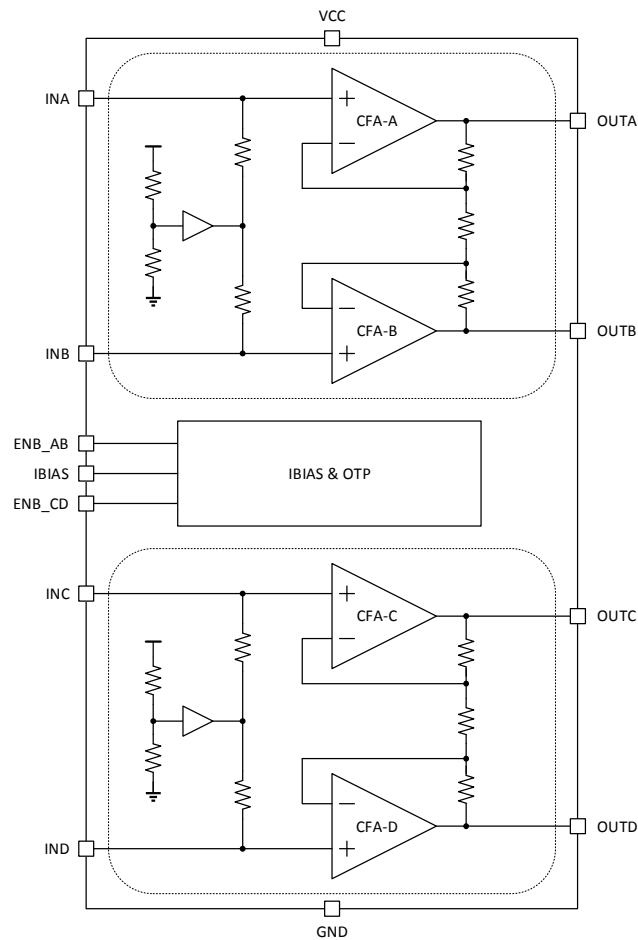 VCC
INA
+
CFA-A
OUTA
−
−
CFA-B
OUTB
INB
+
ENB_AB
IBIAS
IBIAS & OTP
ENB_CD
INC
+
CFA-C
OUTC
−
−
CFA-D
OUTD
IND
+
GND